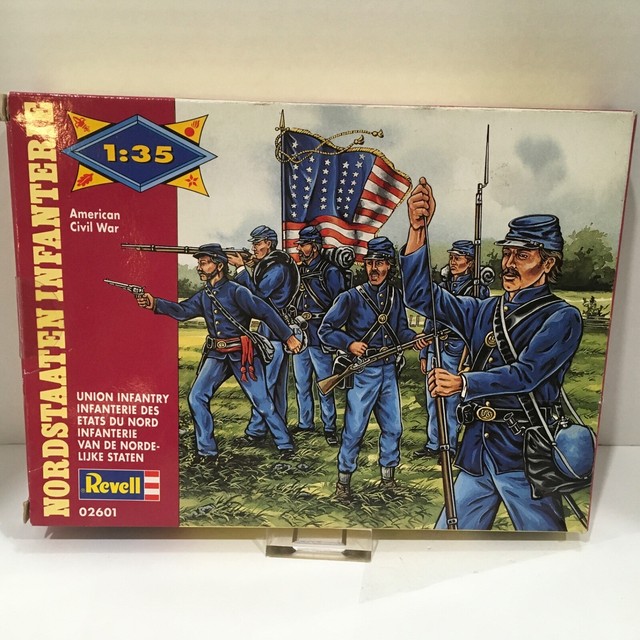 NORDSTAATEN INFANTERIE
1:35
American
Civil War
UNION INFANTRY
INFANTERIE DES
ETATS DU NORD
INFANTERIE
VAN DE NORDE-
LIJKE STATEN
Revell
02601